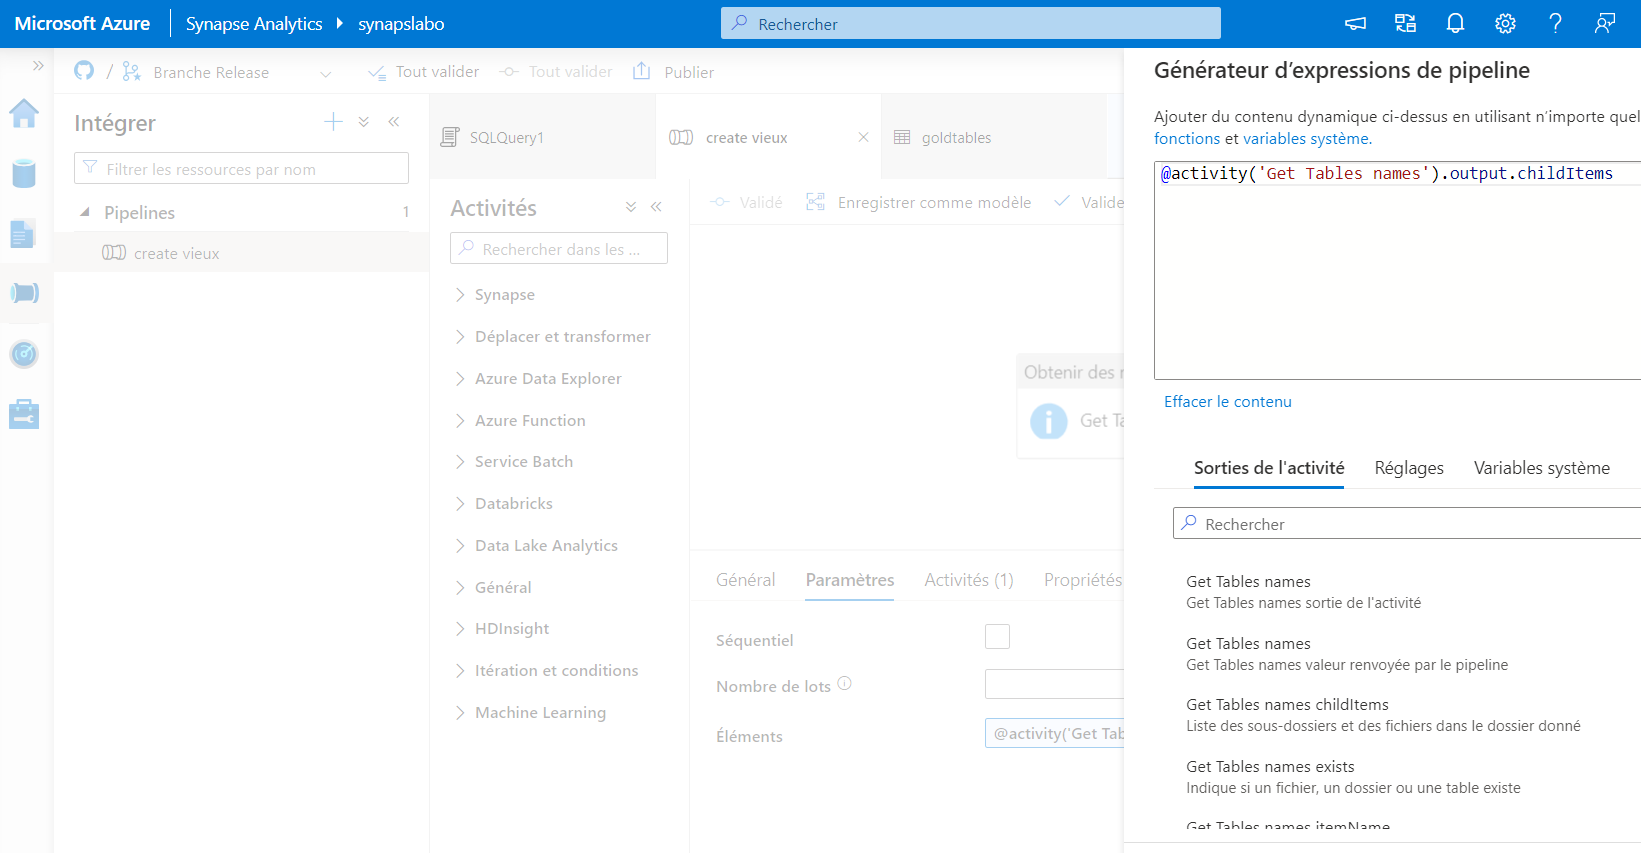 Microsoft Azure
Synapse Analytics
synapslabo
Rechercher
/
Branche Release
Tout valider
Tout valider
Publier
Intégrer
Filtrer les ressources par nom
Pipelines
1
create vieux
SQLQuery1
create vieux
goldtables
Activités
Rechercher dans les ...
Synapse
Déplacer et transformer
Azure Data Explorer
Azure Function
Service Batch
Databricks
Data Lake Analytics
Général
HDInsight
Itération et conditions
Machine Learning
Validé
Enregistrer comme modèle
Valide
Obtenir des
Get Ta
Général
Paramètres
Activités (1)
Propriétés
Séquentiel
Nombre de lots
Éléments
@activity('Get Tab
Générateur d'expressions de pipeline
Ajouter du contenu dynamique ci-dessus en utilisant n'importe quel
fonctions et variables système.
@activity('Get Tables names').output.childItems
Effacer le contenu
Sorties de l'activité
Réglages
Variables système
Rechercher
Get Tables names
Get Tables names sortie de l'activité
Get Tables names
Get Tables names valeur renvoyée par le pipeline
Get Tables names childItems
Liste des sous-dossiers et des fichiers dans le dossier donné
Get Tables names exists
Indique si un fichier, un dossier ou une table existe
Get Tables names itemName